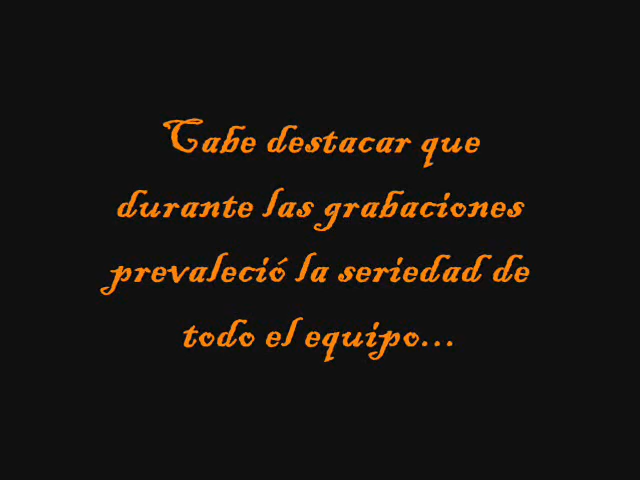 Cabe destacar que
durante las grabaciones
prevaleció la seriedad de
todo el equipo...